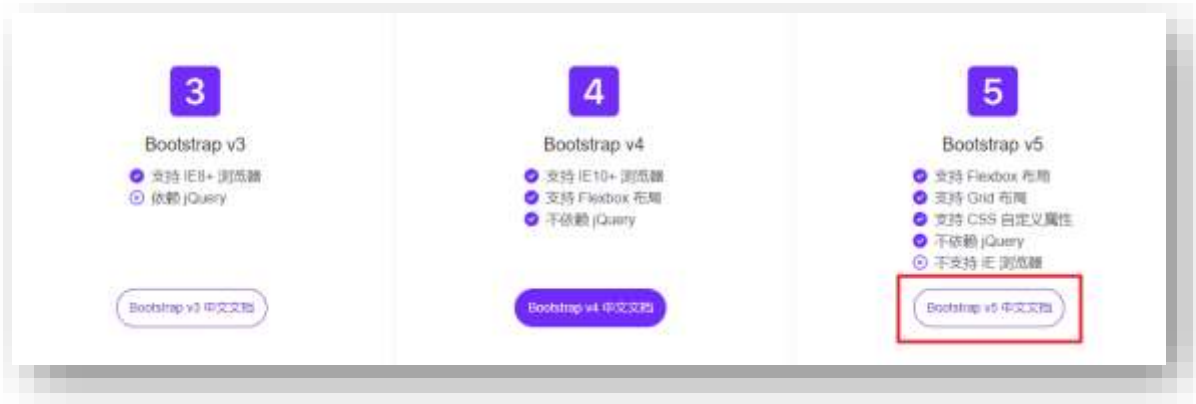 3
Bootstrap v3
支持 IE8+ 浏览器
依赖 jQuery
Bootstrap v3 中文文档
4
Bootstrap v4
支持 IE10+ 浏览器
支持 Flexbox 布局
不依赖 jQuery
Bootstrap v4 中文文档
5
Bootstrap v5
支持 Flexbox 布局
支持 Grid 布局
支持 CSS 自定义属性
不依赖 jQuery
不支持 IE 浏览器
Bootstrap v5 中文文档